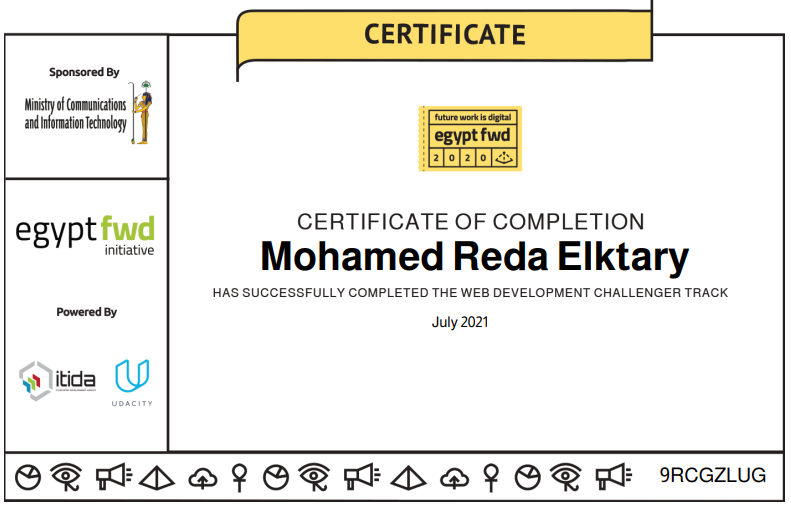 CERTIFICATE
Sponsored By
Ministry of Communications
and Information Technology
future work is digital
egypt fwd
2 0 2 0
egypt fwd
initiative
CERTIFICATE OF COMPLETION
Mohamed Reda Elktary
HAS SUCCESSFULLY COMPLETED THE WEB DEVELOPMENT CHALLENGER TRACK
July 2021
Powered By
itida
UDACITY
9RCGZLUG